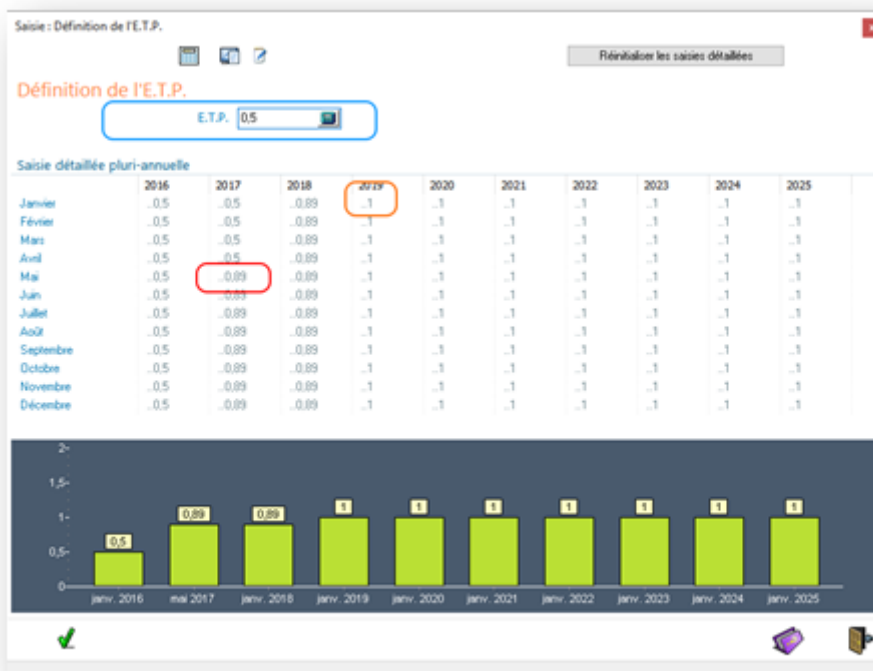 Saisie : Définition de l'E.T.P.
Réinitialiser les saisies détaillées
Définition de l'E.T.P.
E.T.P. 0,5
Saisie détaillée pluri-annuelle
2016 2017 2018 2019 2020 2021 2022 2023 2024 2025
Janvier ..0,5 ..0,5 ..0,89 ..1 ..1 ..1 ..1 ..1 ..1 ..1
Février ..0,5 ..0,5 ..0,89 ..1 ..1 ..1 ..1 ..1 ..1 ..1
Mars ..0,5 ..0,5 ..0,89 ..1 ..1 ..1 ..1 ..1 ..1 ..1
Avril ..0,5 ..0,5 ..0,89 ..1 ..1 ..1 ..1 ..1 ..1 ..1
Mai ..0,5 ..0,89 ..0,89 ..1 ..1 ..1 ..1 ..1 ..1 ..1
Juin ..0,5 ..0,89 ..0,89 ..1 ..1 ..1 ..1 ..1 ..1 ..1
Juillet ..0,5 ..0,89 ..0,89 ..1 ..1 ..1 ..1 ..1 ..1 ..1
Août ..0,5 ..0,89 ..0,89 ..1 ..1 ..1 ..1 ..1 ..1 ..1
Septembre ..0,5 ..0,89 ..0,89 ..1 ..1 ..1 ..1 ..1 ..1 ..1
Octobre ..0,5 ..0,89 ..0,89 ..1 ..1 ..1 ..1 ..1 ..1 ..1
Novembre ..0,5 ..0,89 ..0,89 ..1 ..1 ..1 ..1 ..1 ..1 ..1
Décembre ..0,5 ..0,89 ..0,89 ..1 ..1 ..1 ..1 ..1 ..1 ..1
2-
1,5-
1-
0,5-
0-
0,5 0,89 0,89 1 1 1 1 1 1 1
janv. 2016 mai 2017 janv. 2018 janv. 2019 janv. 2020 janv. 2021 janv. 2022 janv. 2023 janv. 2024 janv. 2025